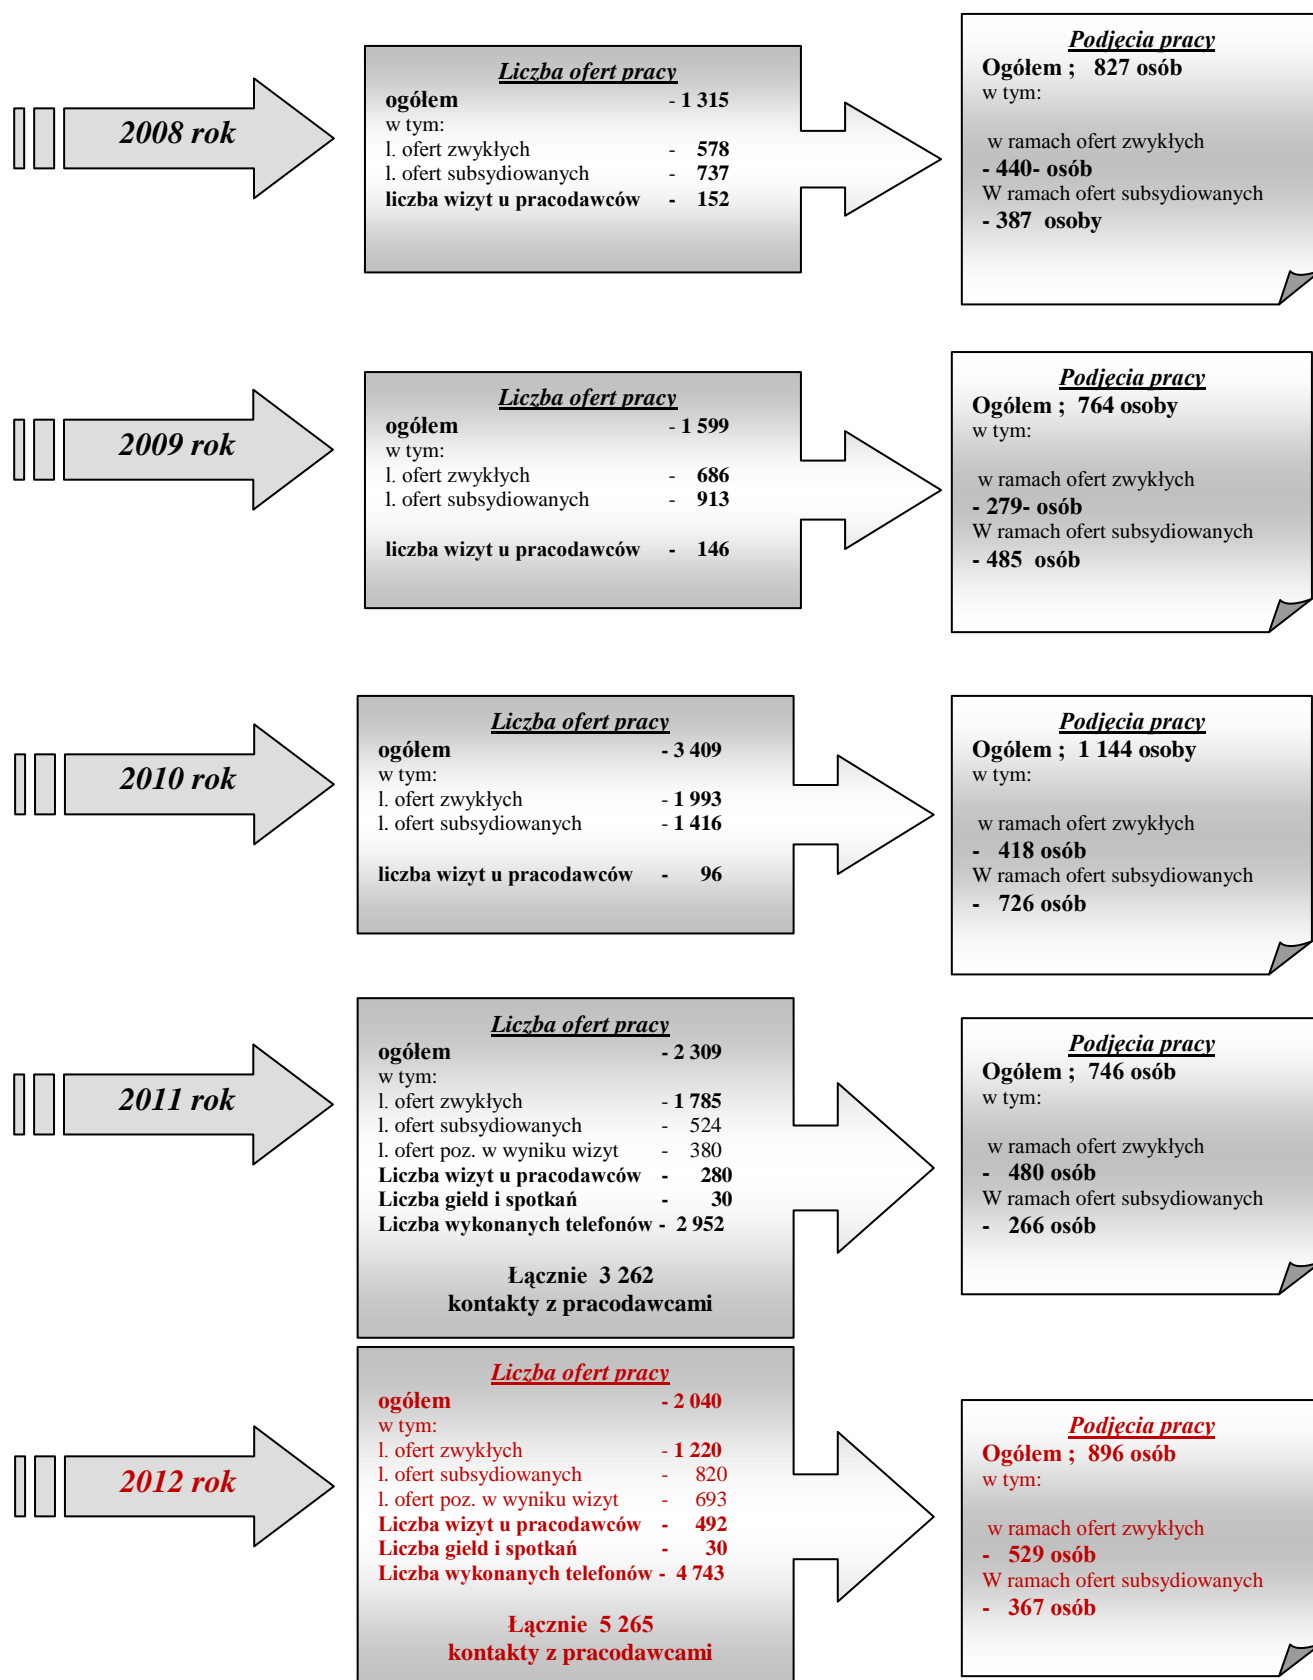 2008 rok
Liczba ofert pracy
ogółem - 1 315
w tym:
l. ofert zwykłych - 578
l. ofert subsydiowanych - 737
liczba wizyt u pracodawców - 152
Podjęcia pracy
Ogółem ; 827 osób
w tym:
w ramach ofert zwykłych
- 440- osób
W ramach ofert subsydiowanych
- 387 osoby
2009 rok
Liczba ofert pracy
ogółem - 1 599
w tym:
l. ofert zwykłych - 686
l. ofert subsydiowanych - 913
liczba wizyt u pracodawców - 146
Podjęcia pracy
Ogółem ; 764 osoby
w tym:
w ramach ofert zwykłych
- 279- osób
W ramach ofert subsydiowanych
- 485 osób
2010 rok
Liczba ofert pracy
ogółem - 3 409
w tym:
l. ofert zwykłych - 1 993
l. ofert subsydiowanych - 1 416
liczba wizyt u pracodawców - 96
Podjęcia pracy
Ogółem ; 1 144 osoby
w tym:
w ramach ofert zwykłych
- 418 osób
W ramach ofert subsydiowanych
- 726 osób
2011 rok
Liczba ofert pracy
ogółem - 2 309
w tym:
l. ofert zwykłych - 1 785
l. ofert subsydiowanych - 524
l. ofert poz. w wyniku wizyt - 380
Liczba wizyt u pracodawców - 280
Liczba giełd i spotkań - 30
Liczba wykonanych telefonów - 2 952
Łącznie 3 262
kontakty z pracodawcami
Podjęcia pracy
Ogółem ; 746 osób
w tym:
w ramach ofert zwykłych
- 480 osób
W ramach ofert subsydiowanych
- 266 osób
2012 rok
Liczba ofert pracy
ogółem - 2 040
w tym:
l. ofert zwykłych - 1 220
l. ofert subsydiowanych - 820
l. ofert poz. w wyniku wizyt - 693
Liczba wizyt u pracodawców - 492
Liczba giełd i spotkań - 30
Liczba wykonanych telefonów - 4 743
Łącznie 5 265
kontakty z pracodawcami
Podjęcia pracy
Ogółem ; 896 osób
w tym:
w ramach ofert zwykłych
- 529 osób
W ramach ofert subsydiowanych
- 367 osób